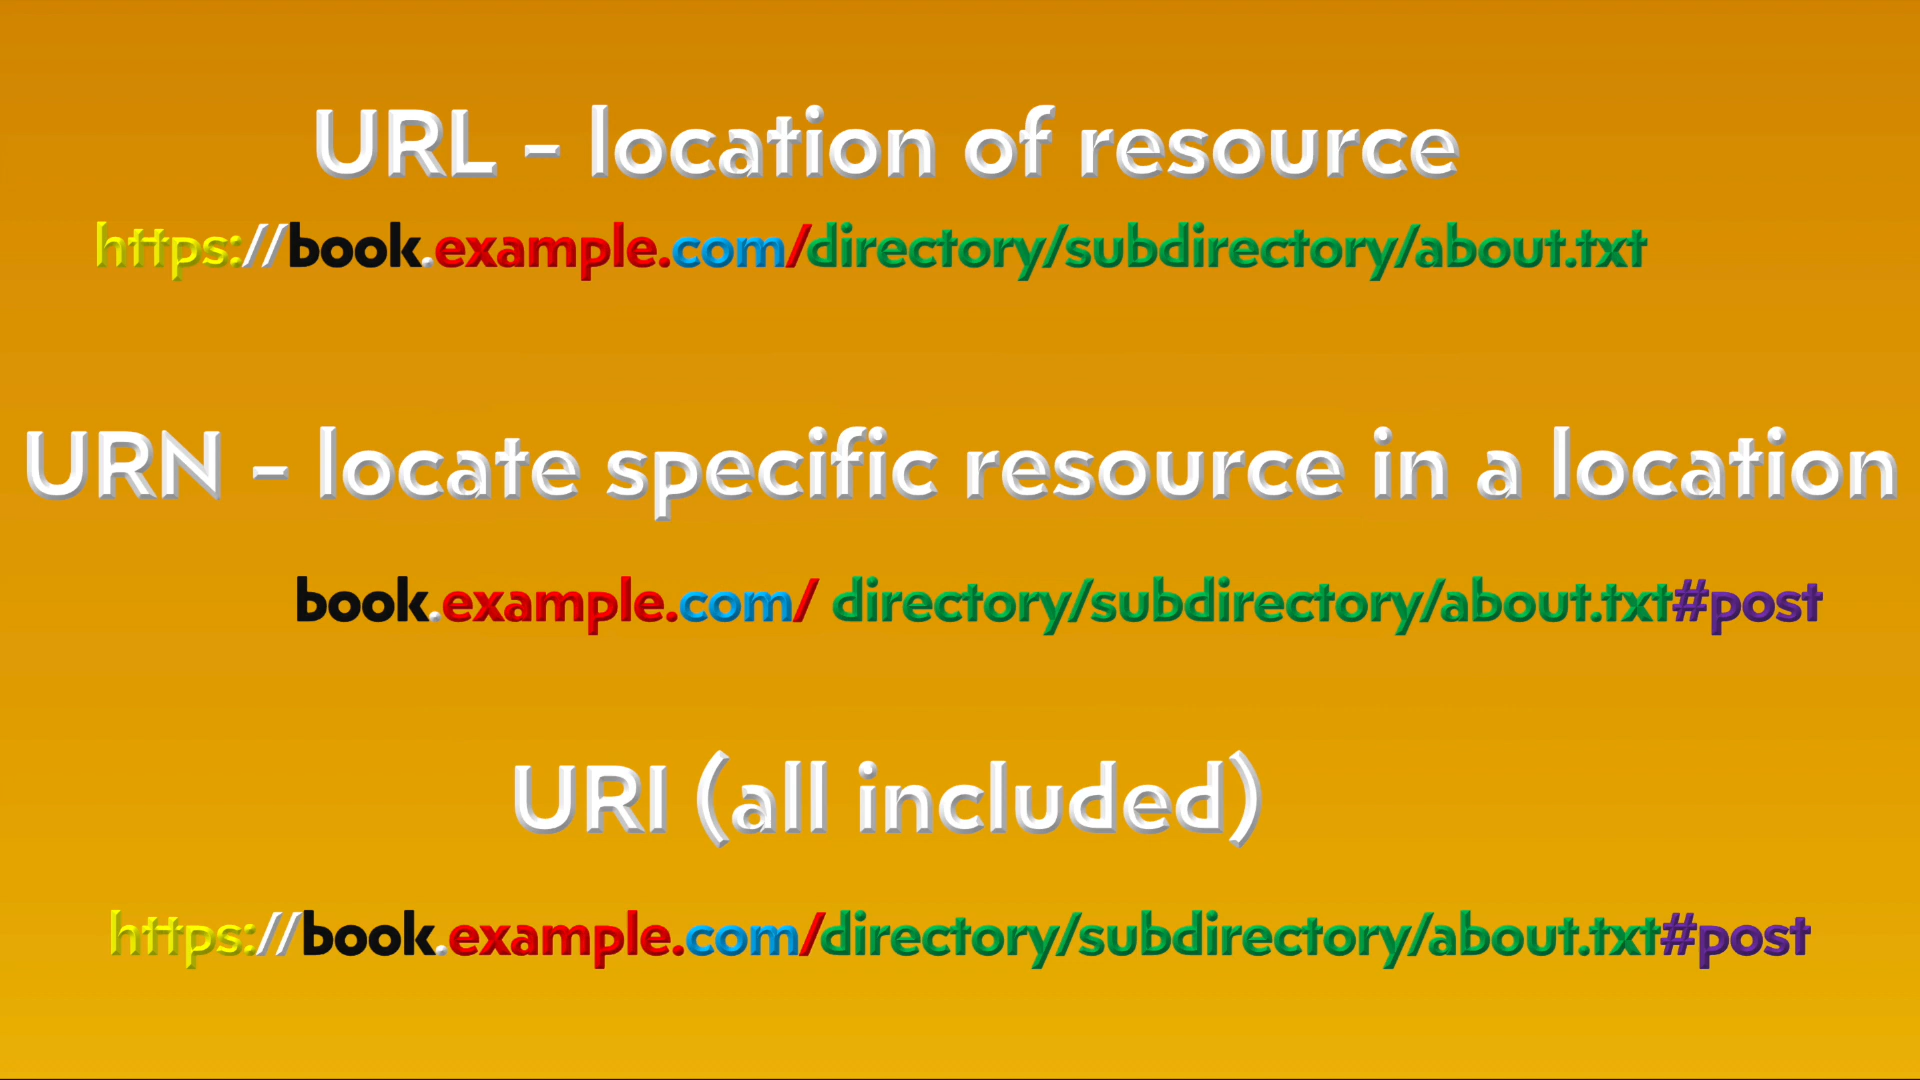 URL - location of resource
https://book.example.com/directory/subdirectory/about.txt
URN - locate specific resource in a location
book.example.com/ directory/subdirectory/about.txt#post
URI (all included)
https://book.example.com/directory/subdirectory/about.txt#post